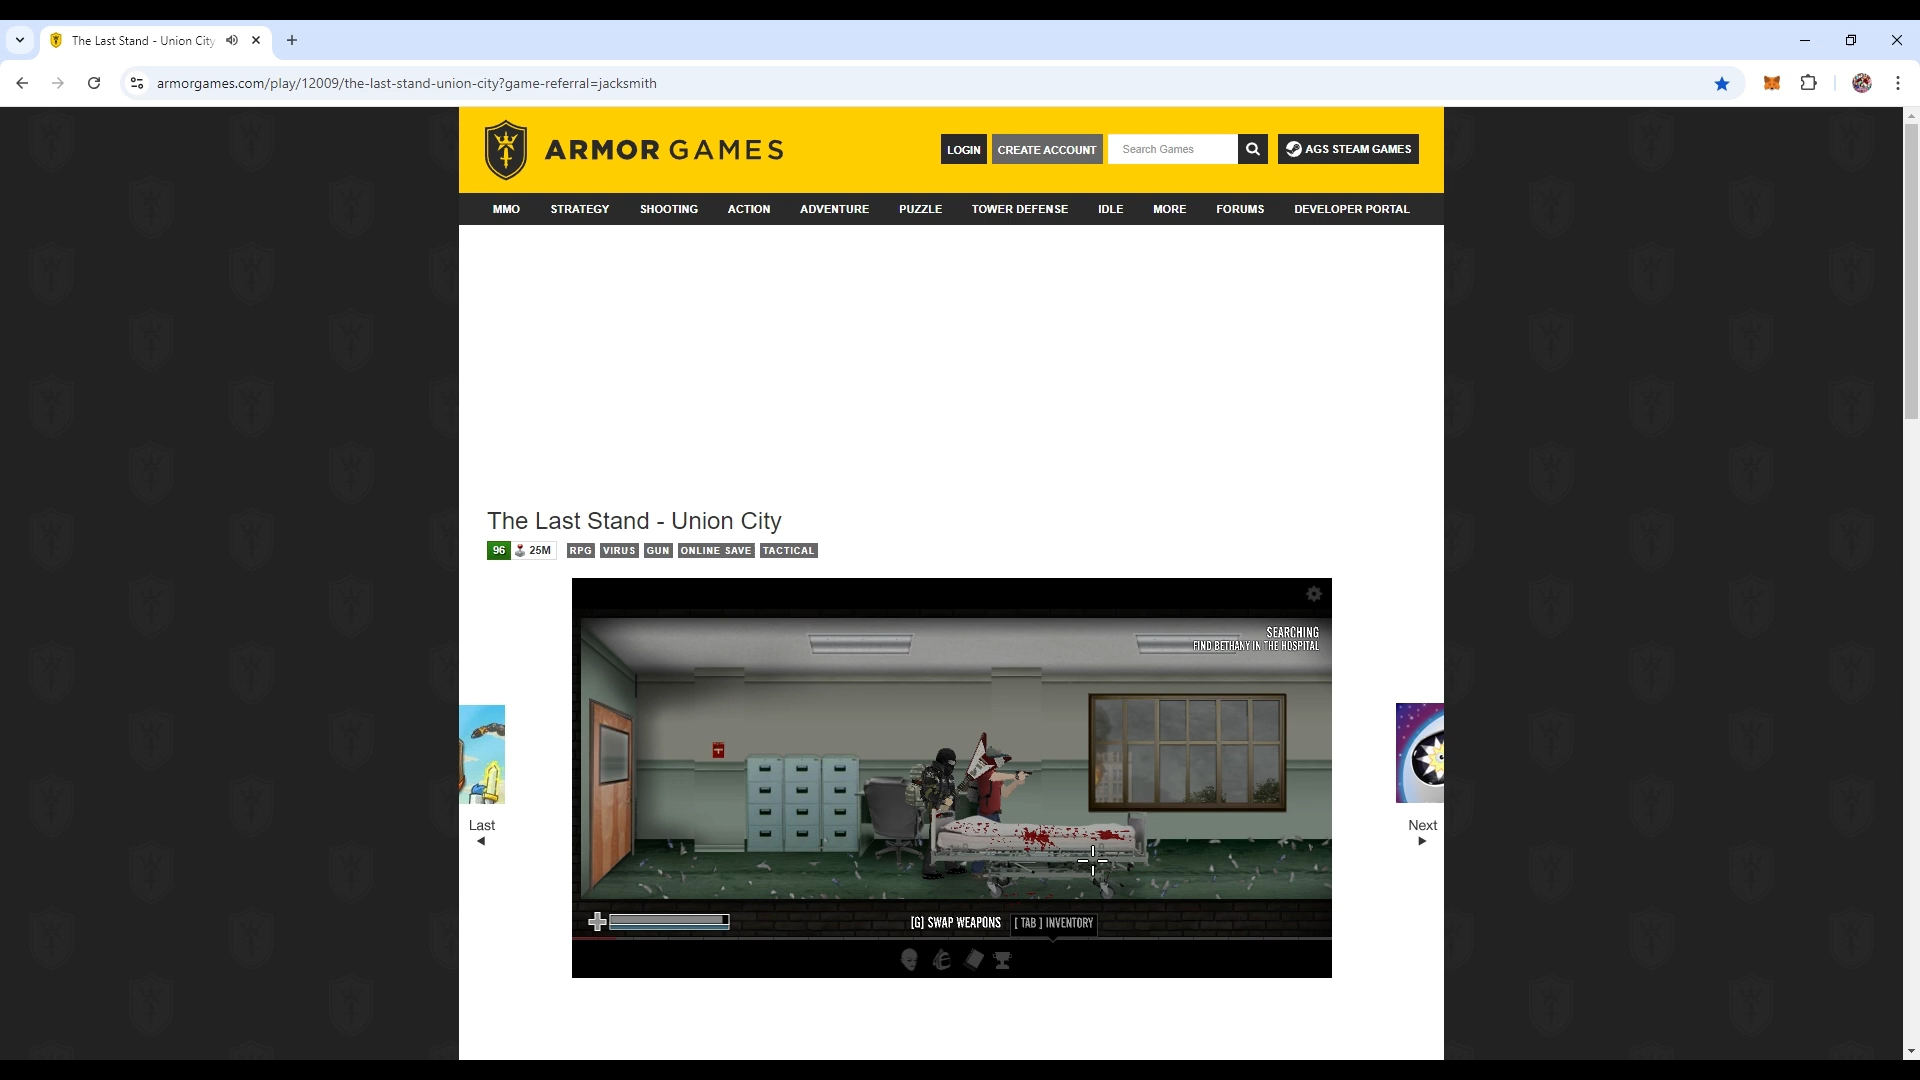 The Last Stand - Union City
armorgames.com/play/12009/the-last-stand-union-city?game-referral=jacksmith
ARMOR GAMES
LOGIN
CREATE ACCOUNT
Search Games
AGS STEAM GAMES
MMO
STRATEGY
SHOOTING
ACTION
ADVENTURE
PUZZLE
TOWER DEFENSE
IDLE
MORE
FORUMS
DEVELOPER PORTAL
The Last Stand - Union City
96
25M
RPG
VIRUS
GUN
ONLINE SAVE
TACTICAL
SEARCHING
FIND BETHANY IN THE HOSPITAL
Last
Next
[G] SWAP WEAPONS
[ TAB ] INVENTORY